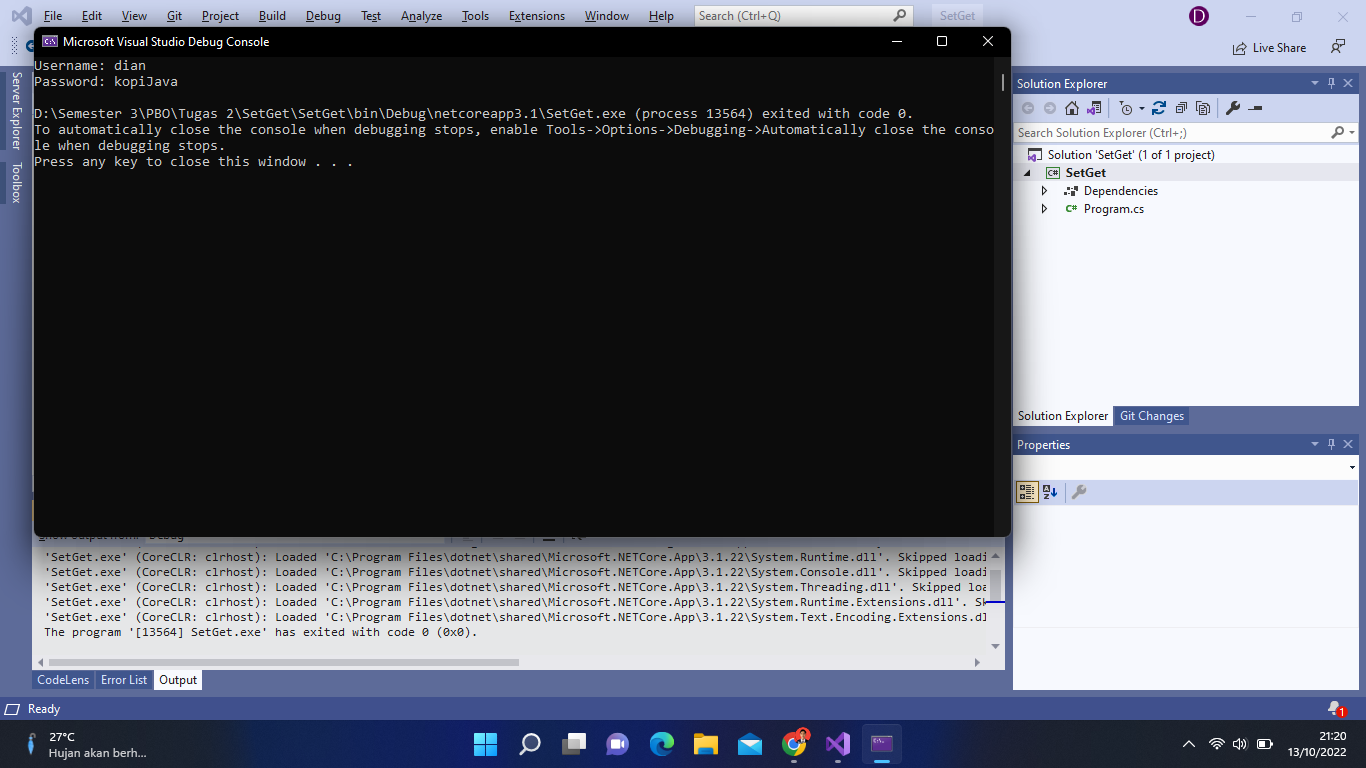 File Edit View Git Project Build Debug Test Analyze Tools Extensions Window Help Search (Ctrl+Q) SetGet D
Live Share
Microsoft Visual Studio Debug Console
Username: dian
Password: kopiJava
D:\Semester 3\PBO\Tugas 2\SetGet\SetGet\bin\Debug\netcoreapp3.1\SetGet.exe (process 13564) exited with code 0.
To automatically close the console when debugging stops, enable Tools->Options->Debugging->Automatically close the conso
le when debugging stops.
Press any key to close this window . . .
Server Explorer
Toolbox
Solution Explorer
Search Solution Explorer (Ctrl+;)
Solution 'SetGet' (1 of 1 project)
C# SetGet
Dependencies
C# Program.cs
Solution Explorer Git Changes
Properties
'SetGet.exe' (CoreCLR: clrhost): Loaded 'C:\Program Files\dotnet\shared\Microsoft.NETCore.App\3.1.22\System.Runtime.dll'. Skipped loadi
'SetGet.exe' (CoreCLR: clrhost): Loaded 'C:\Program Files\dotnet\shared\Microsoft.NETCore.App\3.1.22\System.Console.dll'. Skipped loadi
'SetGet.exe' (CoreCLR: clrhost): Loaded 'C:\Program Files\dotnet\shared\Microsoft.NETCore.App\3.1.22\System.Threading.dll'. Skipped loa
'SetGet.exe' (CoreCLR: clrhost): Loaded 'C:\Program Files\dotnet\shared\Microsoft.NETCore.App\3.1.22\System.Runtime.Extensions.dll'. Sk
'SetGet.exe' (CoreCLR: clrhost): Loaded 'C:\Program Files\dotnet\shared\Microsoft.NETCore.App\3.1.22\System.Text.Encoding.Extensions.dl
The program '[13564] SetGet.exe' has exited with code 0 (0x0).
CodeLens Error List Output
Ready
1
27°C
Hujan akan berh...
21:20
13/10/2022